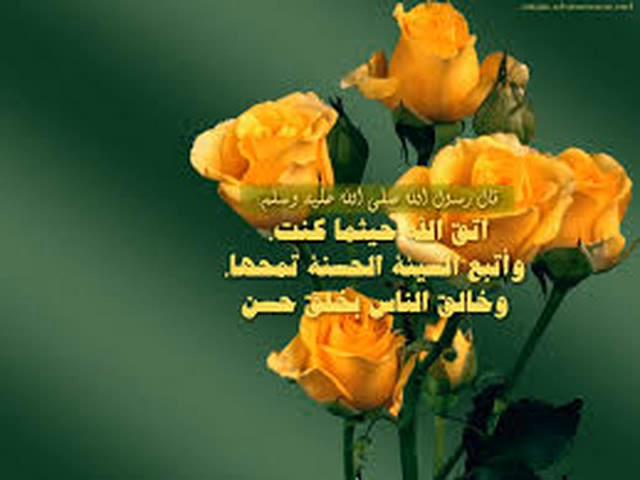 قال رسول الله صلى الله عليه وسلم:
اتق الله حيثما كنت،
وأتبع السيئة الحسنة تمحها،
وخالق الناس بخلق حسن